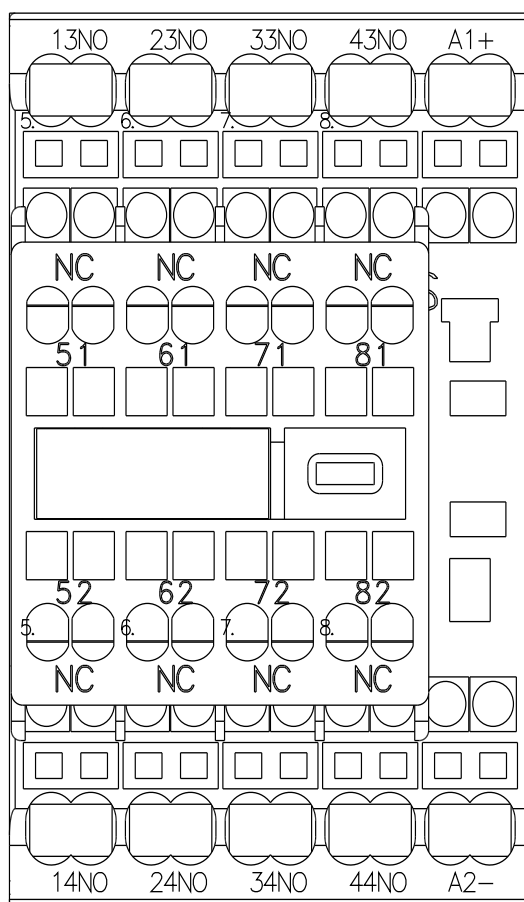 13NO 23NO 33NO 43NO A1+
5. 6. 7. 8.
NC NC NC NC
51 61 71 81
52 62 72 82
5. 6. 7. 8.
NC NC NC NC
14NO 24NO 34NO 44NO A2-